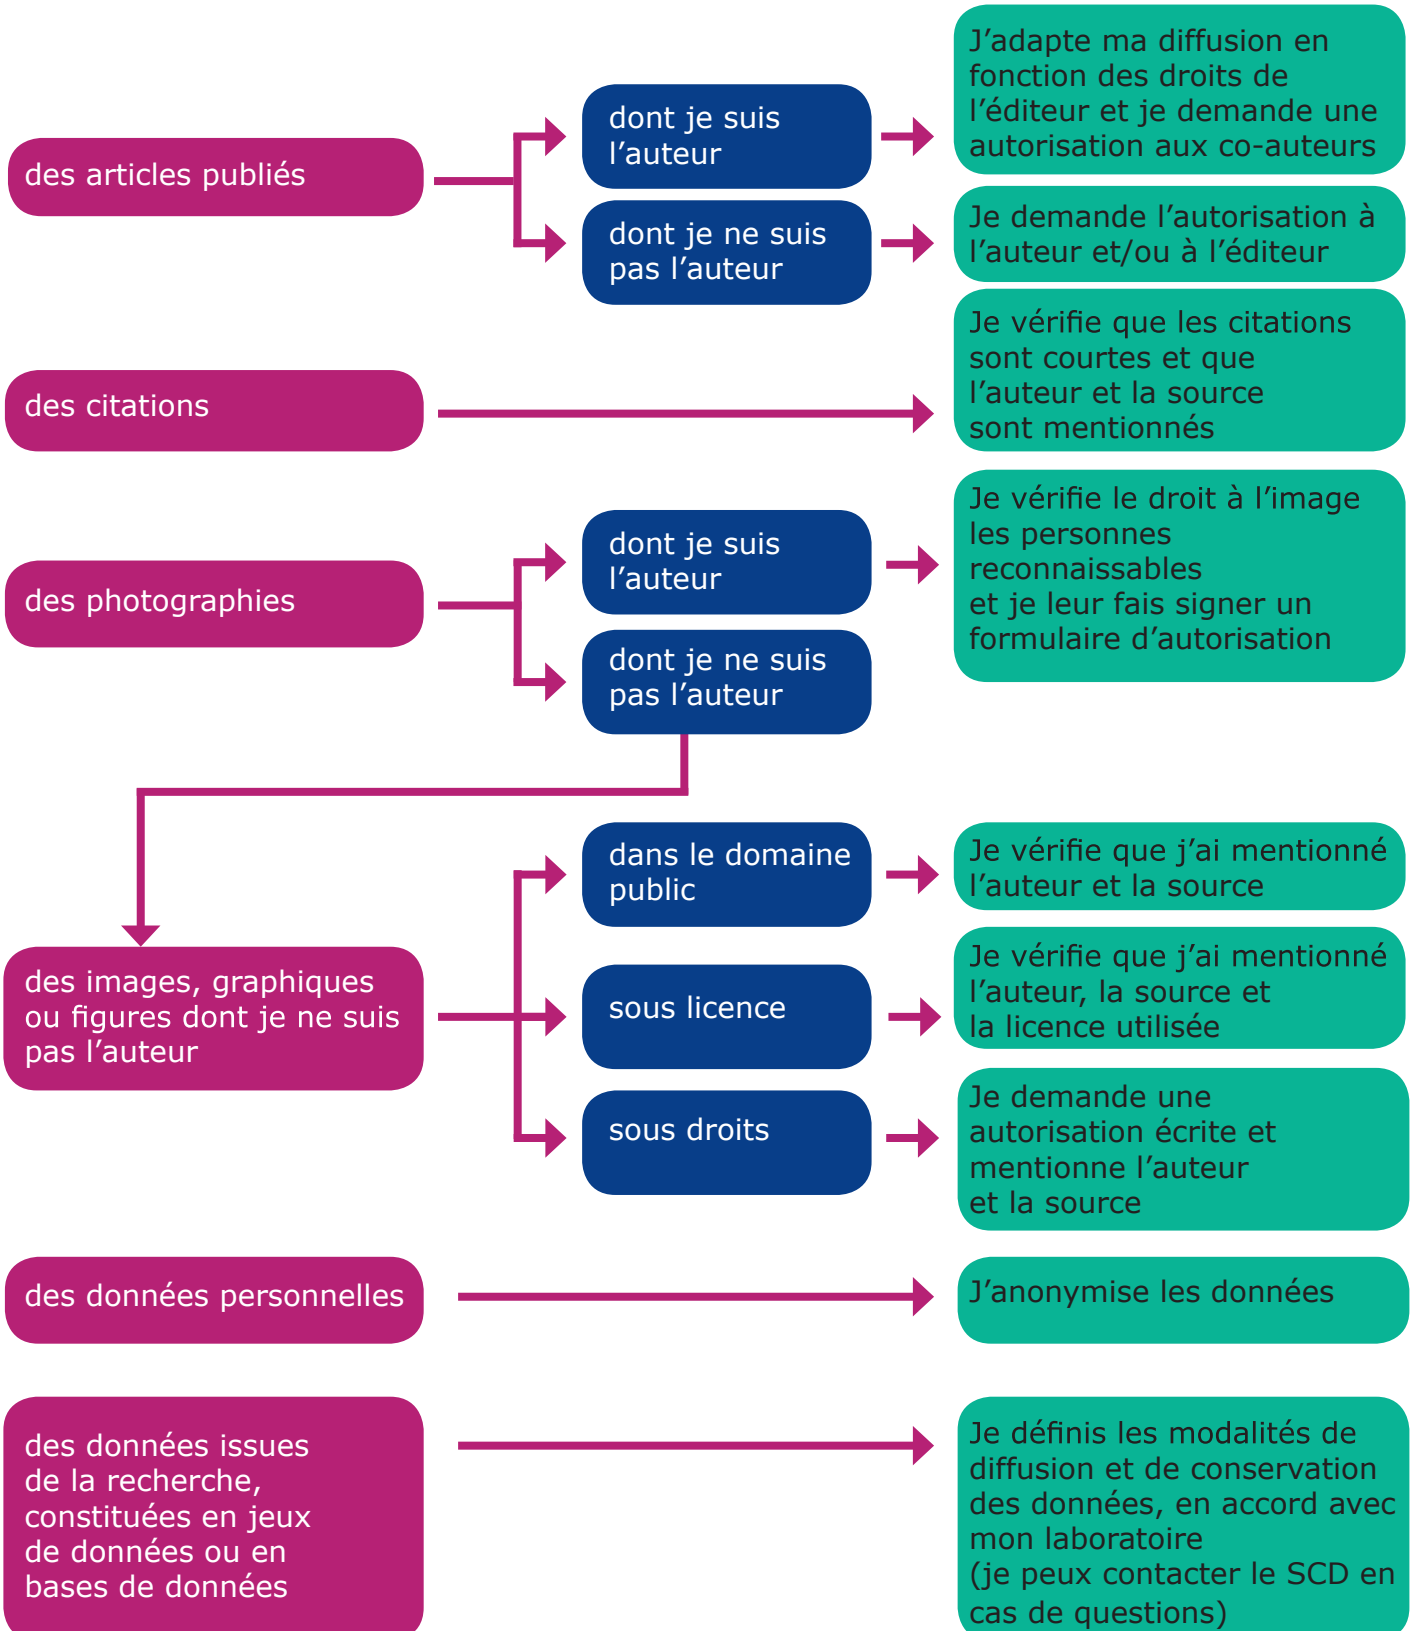 des articles publiés
dont je suis
l’auteur
J’adapte ma diffusion en
fonction des droits de
l’éditeur et je demande une
autorisation aux co-auteurs
dont je ne suis
pas l’auteur
Je demande l’autorisation à
l’auteur et/ou à l’éditeur
des citations
Je vérifie que les citations
sont courtes et que
l’auteur et la source
sont mentionnés
des photographies
dont je suis
l’auteur
Je vérifie le droit à l’image
les personnes
reconnaissables
et je leur fais signer un
formulaire d’autorisation
dont je ne suis
pas l’auteur
des images, graphiques
ou figures dont je ne suis
pas l’auteur
dans le domaine
public
Je vérifie que j’ai mentionné
l’auteur et la source
sous licence
Je vérifie que j’ai mentionné
l’auteur, la source et
la licence utilisée
sous droits
Je demande une
autorisation écrite et
mentionne l’auteur
et la source
des données personnelles
J’anonymise les données
des données issues
de la recherche,
constituées en jeux
de données ou en
bases de données
Je définis les modalités de
diffusion et de conservation
des données, en accord avec
mon laboratoire
(je peux contacter le SCD en
cas de questions)